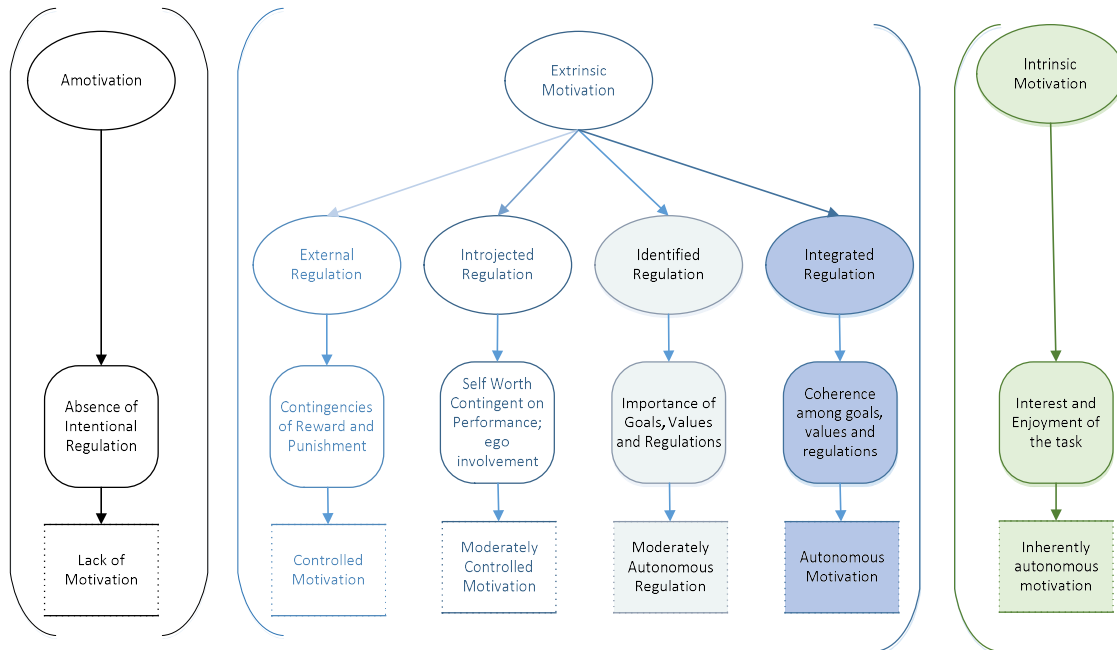 Amotivation
Extrinsic
Motivation
Intrinsic
Motivation
External
Regulation
Introjected
Regulation
Identified
Regulation
Integrated
Regulation
Absence of
Intentional
Regulation
Contingencies
of Reward and
Punishment
Self Worth
Contingent on
Performance;
ego
involvement
Importance of
Goals, Values
and Regulations
Coherence
among goals,
values and
regulations
Interest and
Enjoyment of
the task
Lack of
Motivation
Controlled
Motivation
Moderately
Controlled
Motivation
Moderately
Autonomous
Regulation
Autonomous
Motivation
Inherently
autonomous
motivation